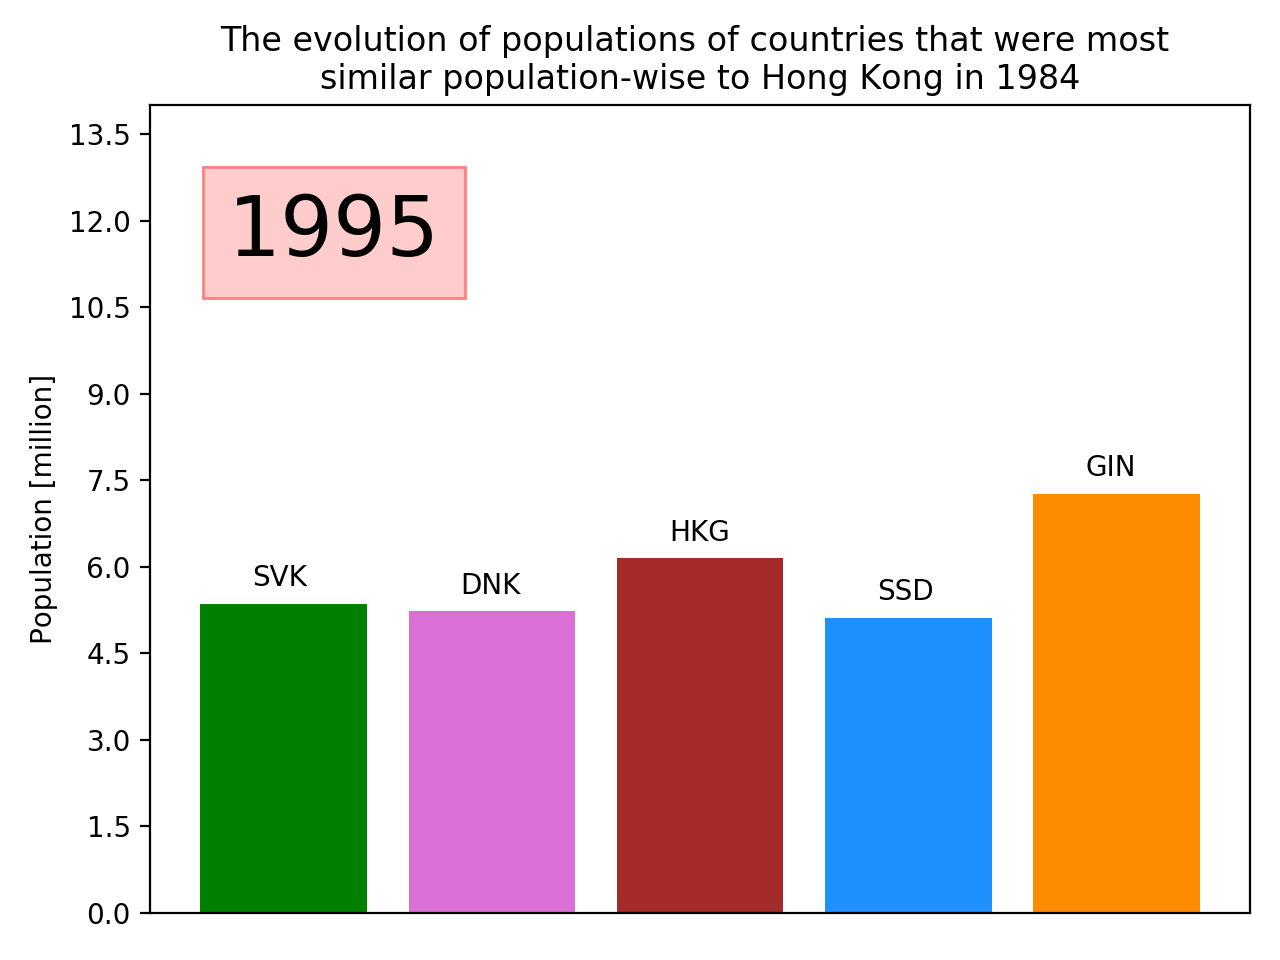 The evolution of populations of countries that were most
similar population-wise to Hong Kong in 1984
13.5
12.0
10.5
9.0
7.5
6.0
4.5
3.0
1.5
0.0
Population [million]
1995
SVK
DNK
HKG
SSD
GIN